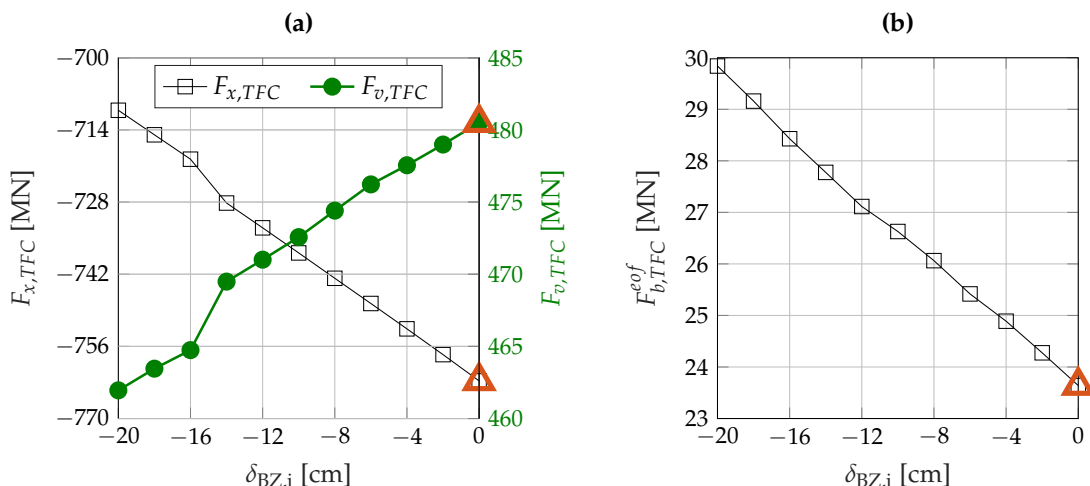 (a)
F_{x,TFC} F_{v,TFC}
−700
−714
−728
−742
−756
−770
F_{x,TFC} [MN]
485
480
475
470
465
460
F_{v,TFC} [MN]
−20 −16 −12 −8 −4 0
δ_{BZ,i} [cm]
(b)
30
29
28
27
26
25
24
23
F^{eof}_{b,TFC} [MN]
−20 −16 −12 −8 −4 0
δ_{BZ,i} [cm]